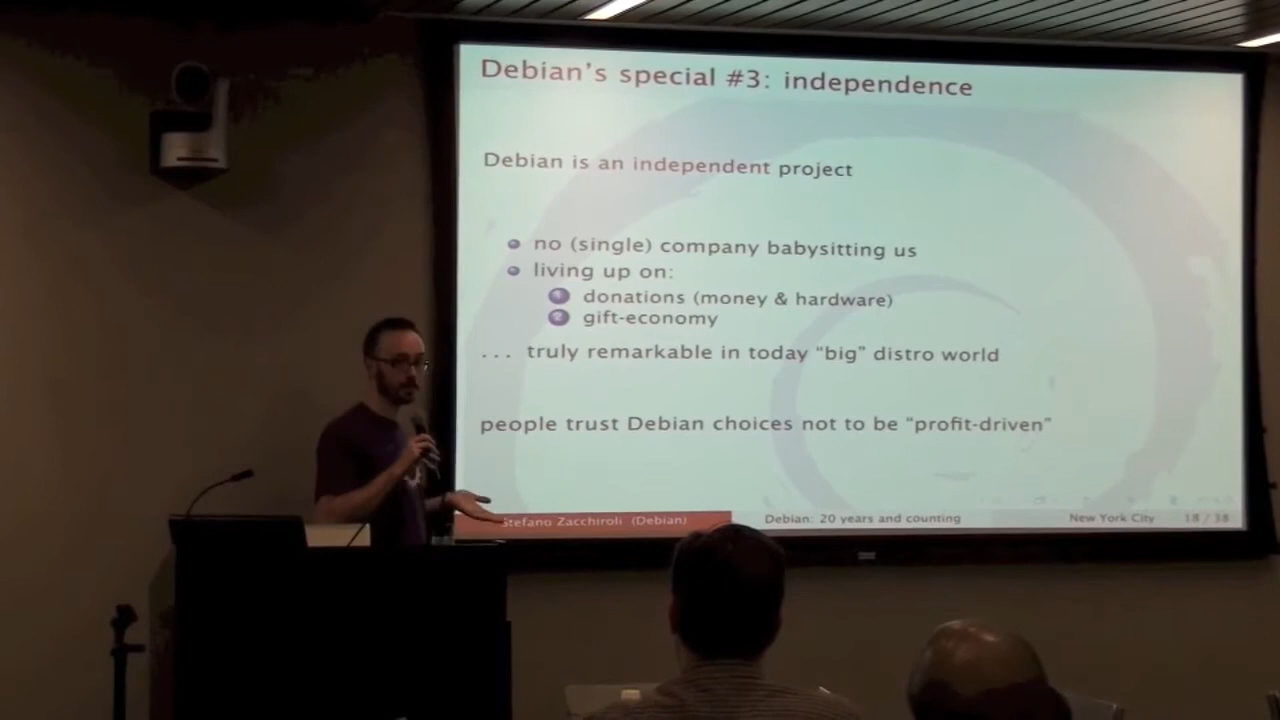 Debian's special #3: independence
Debian is an independent project
no (single) company babysitting us
living up on:
1 donations (money & hardware)
2 gift-economy
... truly remarkable in today "big" distro world
people trust Debian choices not to be "profit-driven"
Stefano Zacchiroli (Debian) Debian: 20 years and counting New York City 18 / 38